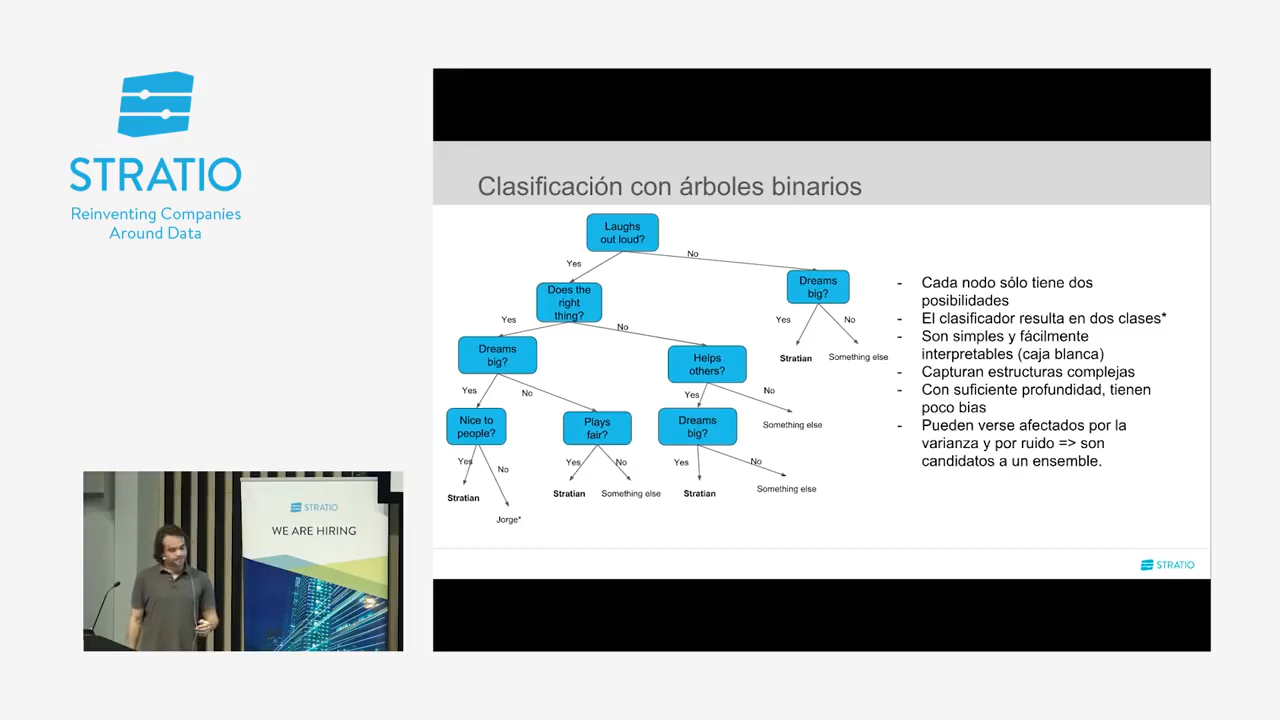 STRATIO
Reinventing Companies
Around Data
Clasificación con árboles binarios
Laughs
out loud?
Yes
No
Does the
right
thing?
Dreams
big?
Yes
No
Yes
No
Dreams
big?
Helps
others?
Stratian
Something else
Yes
No
Yes
No
Nice to
people?
Plays
fair?
Dreams
big?
Something else
Yes
No
Yes
No
Yes
No
Stratian
Jorge*
Stratian
Something else
Stratian
Something else
- Cada nodo sólo tiene dos
posibilidades
- El clasificador resulta en dos clases*
- Son simples y fácilmente
interpretables (caja blanca)
- Capturan estructuras complejas
- Con suficiente profundidad, tienen
poco bias
- Pueden verse afectados por la
varianza y por ruido => son
candidatos a un ensemble.
STRATIO
STRATIO
WE ARE HIRING